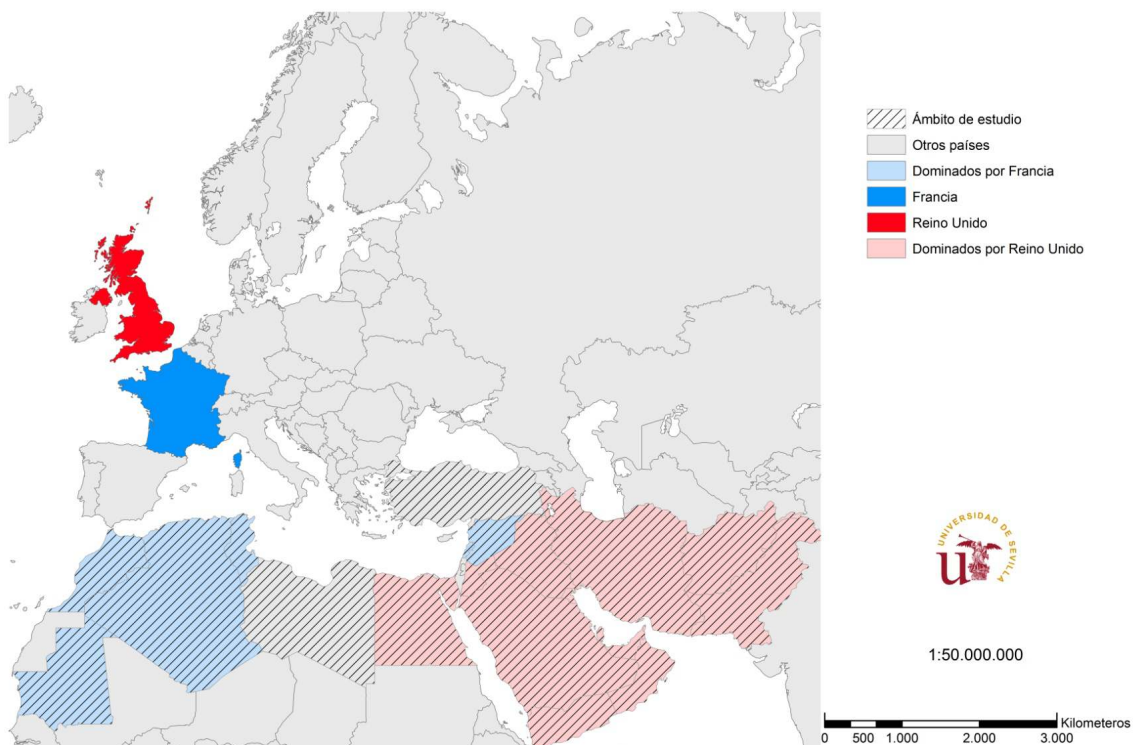 Ámbito de estudio
Otros países
Dominados por Francia
Francia
Reino Unido
Dominados por Reino Unido
UNIVERSIDAD DE SEVILLA
u
1:50.000.000
Kilometeros
0 500 1.000 2.000 3.000